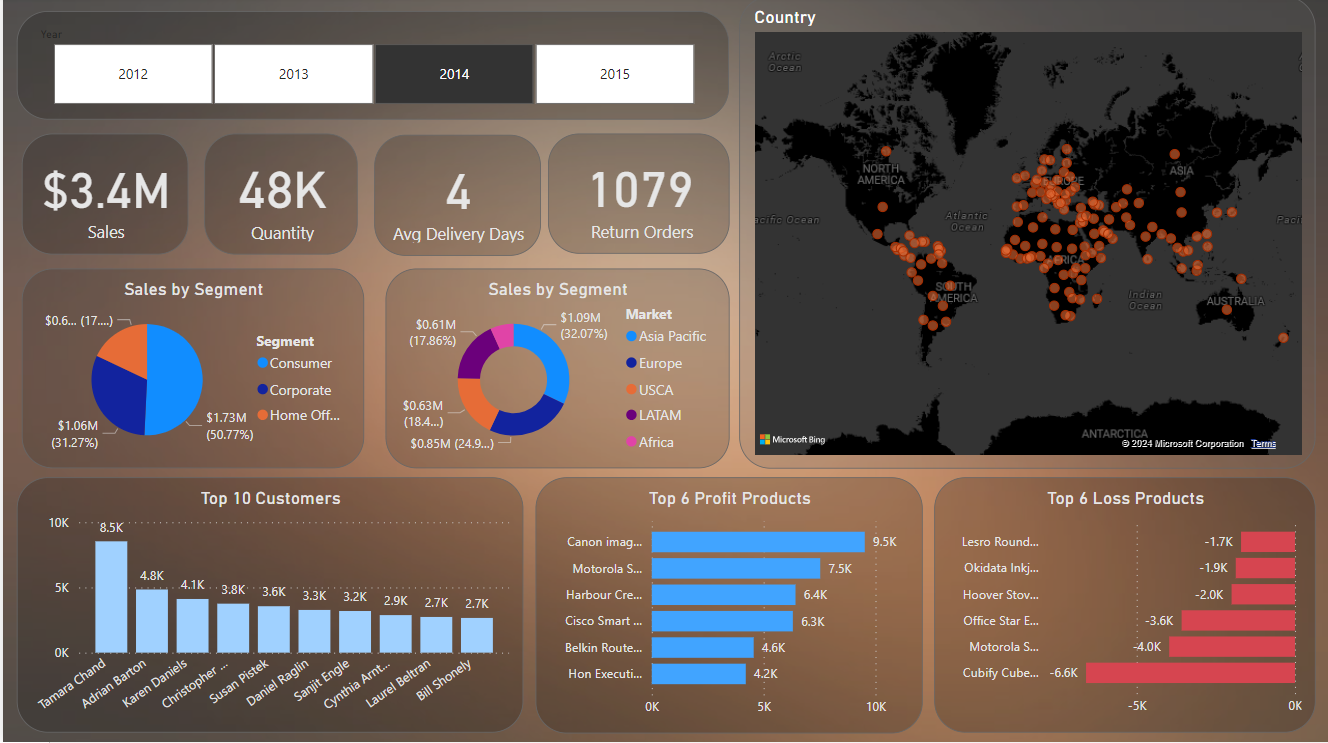 Year
2012
2013
2014
2015
$3.4M
Sales
48K
Quantity
4
Avg Delivery Days
1079
Return Orders
Country
Arctic
Ocean
NORTH
AMERICA
EUROPE
ASIA
acific Ocean
Atlantic
Ocean
Paci
AFRICA
SOUTH
AMERICA
Indian
Ocean
AUSTRALIA
ANTARCTICA
Microsoft Bing
© 2024 Microsoft Corporation Terms
Sales by Segment
$0.6... (17....)
$1.73M
(50.77%)
$1.06M
(31.27%)
Segment
Consumer
Corporate
Home Off...
Sales by Segment
$1.09M
(32.07%)
$0.61M
(17.86%)
$0.63M
(18.4...)
$0.85M (24.9...)
Market
Asia Pacific
Europe
USCA
LATAM
Africa
Top 10 Customers
10K
5K
0K
8.5K
4.8K
4.1K
3.8K
3.6K
3.3K
3.2K
2.9K
2.7K
2.7K
Tamara Chand
Adrian Barton
Karen Daniels
Christopher ...
Susan Pistek
Daniel Raglin
Sanjit Engle
Cynthia Arnt...
Laurel Beltran
Bill Shonely
Top 6 Profit Products
Canon imag... 9.5K
Motorola S... 7.5K
Harbour Cre... 6.4K
Cisco Smart ... 6.3K
Belkin Route... 4.6K
Hon Executi... 4.2K
0K 5K 10K
Top 6 Loss Products
Lesro Round... -1.7K
Okidata Inkj... -1.9K
Hoover Stov... -2.0K
Office Star E... -3.6K
Motorola S... -4.0K
Cubify Cube... -6.6K
-5K 0K